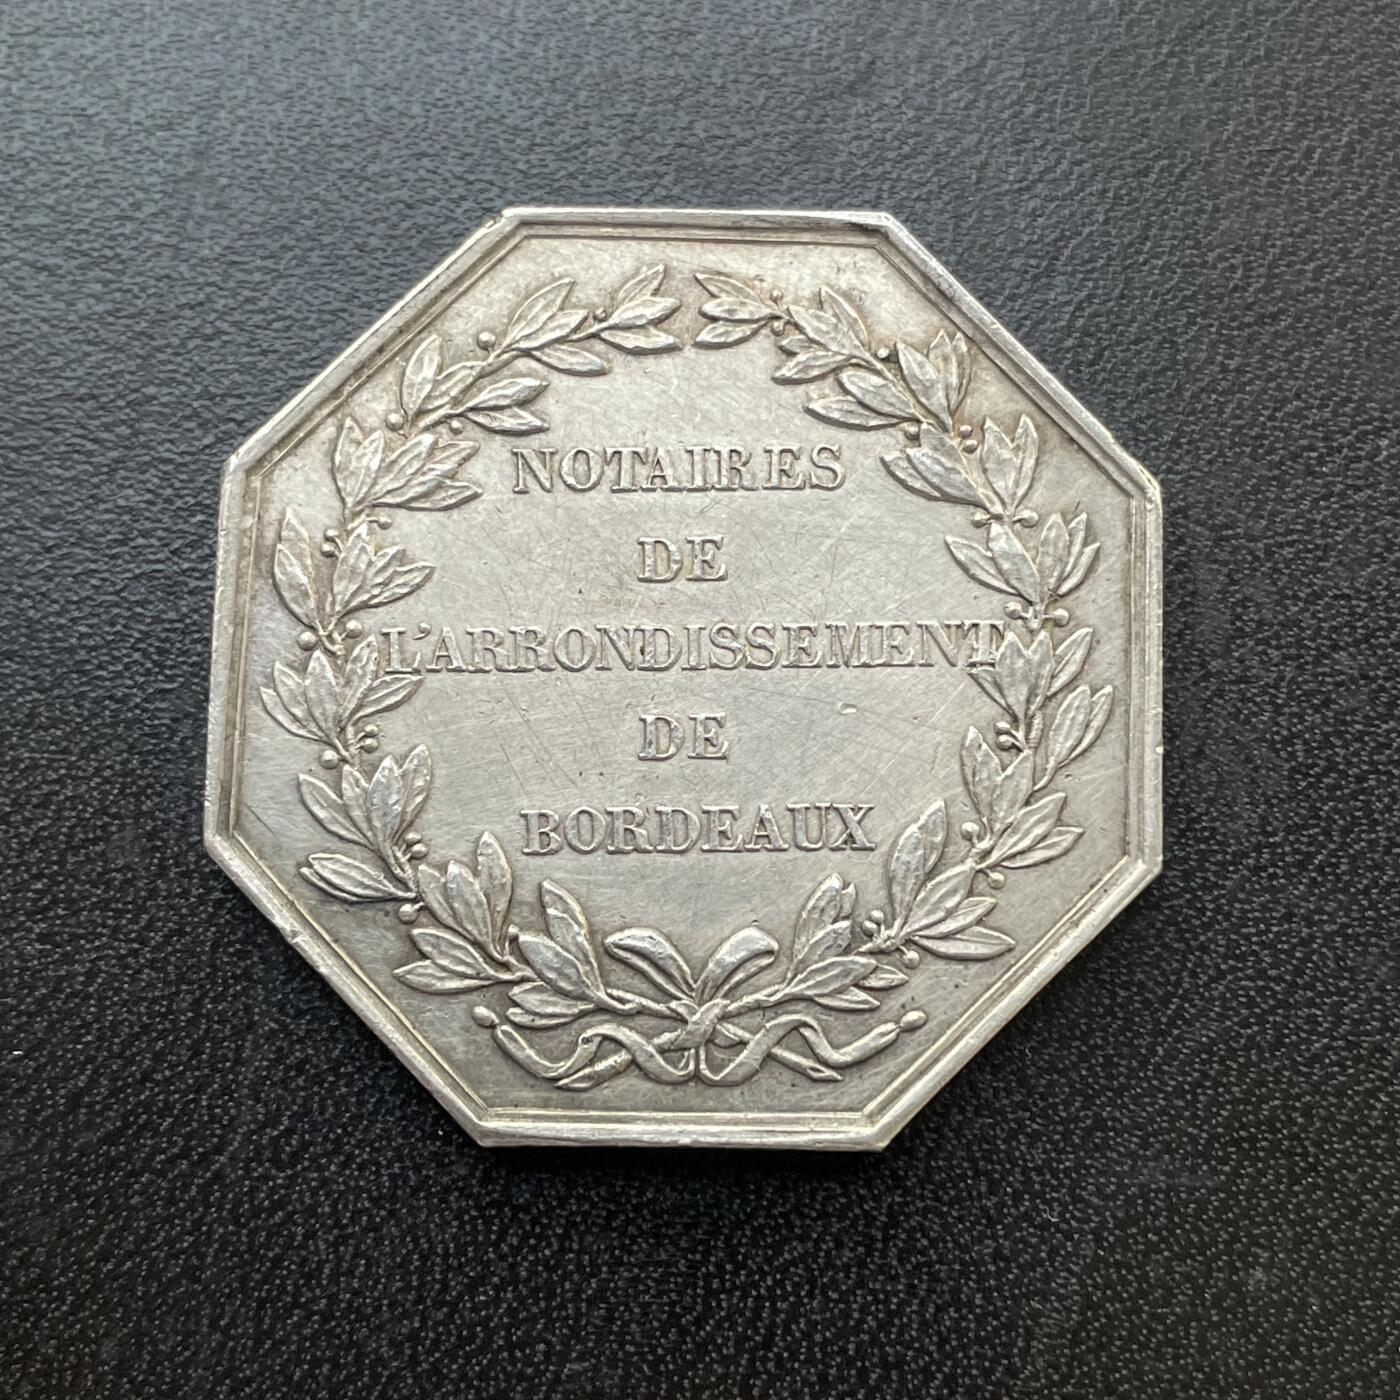 NOTAIRES
DE
L'ARRONDISSEMENT
DE
BORDEAUX